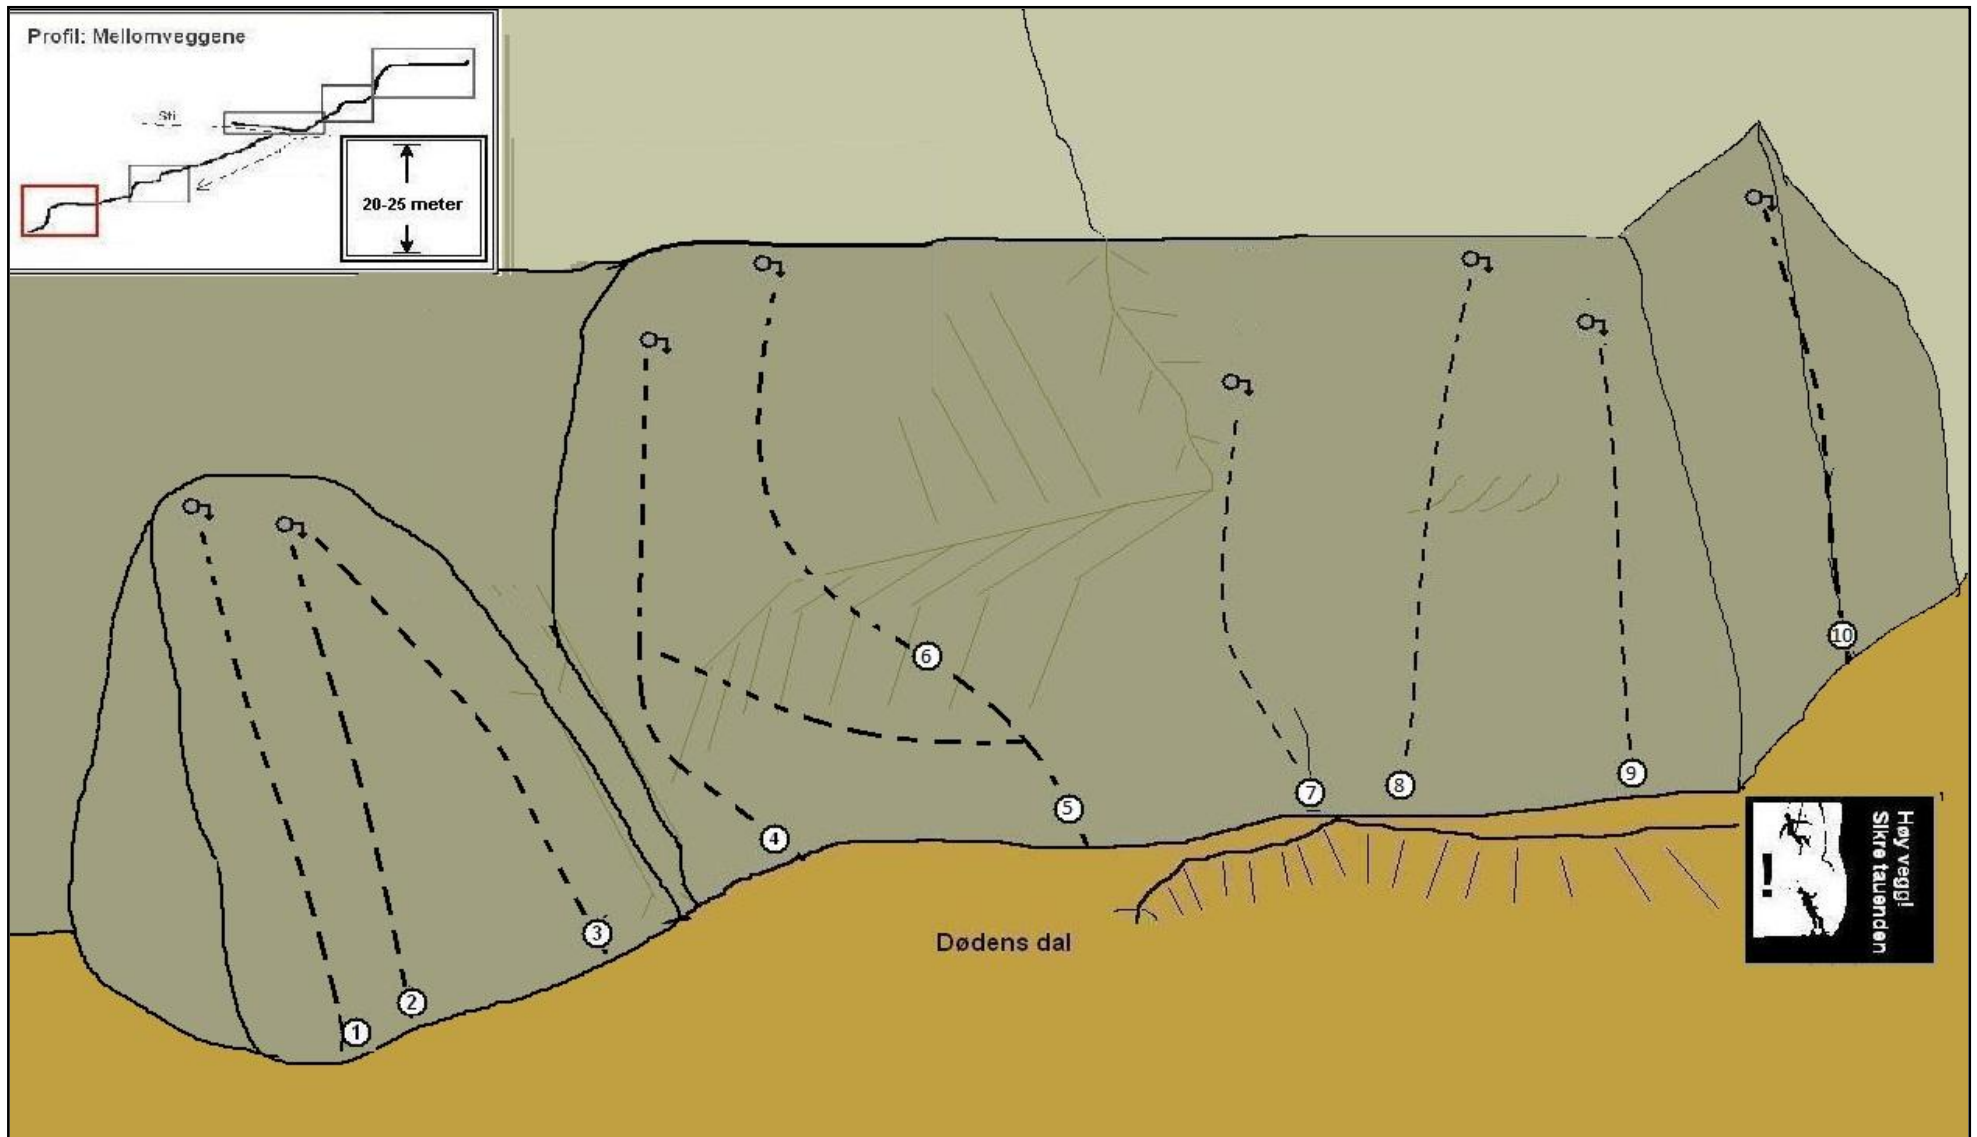 Profil: Mellomveggene
Sti
20-25 meter
6
10
7
8
9
4
5
3
2
1
Dødens dal
Høy vegg!
Sikre tauenden
!